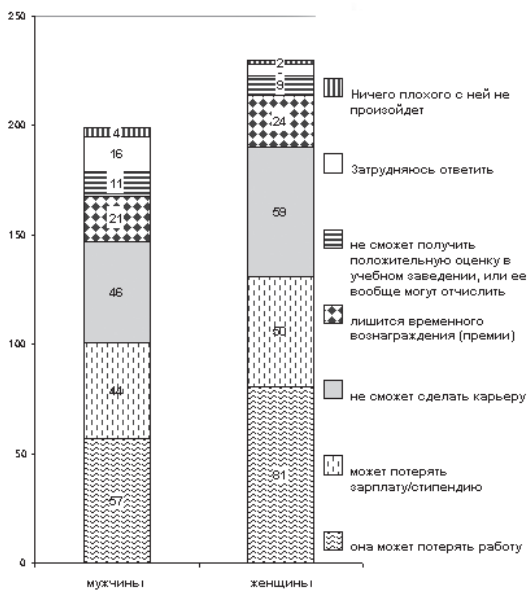 250
200
150
100
50
0
4
16
11
21
46
44
57
2
9
24
59
50
81
мужчины
женщины
Ничего плохого с ней не
произойдет
Затрудняюсь ответить
не сможет получить
положительную оценку в
учебном заведении, или ее
вообще могут отчислить
лишится временного
вознаграждения (премии)
не сможет сделать карьеру
может потерять
зарплату/стипендию
она может потерять работу